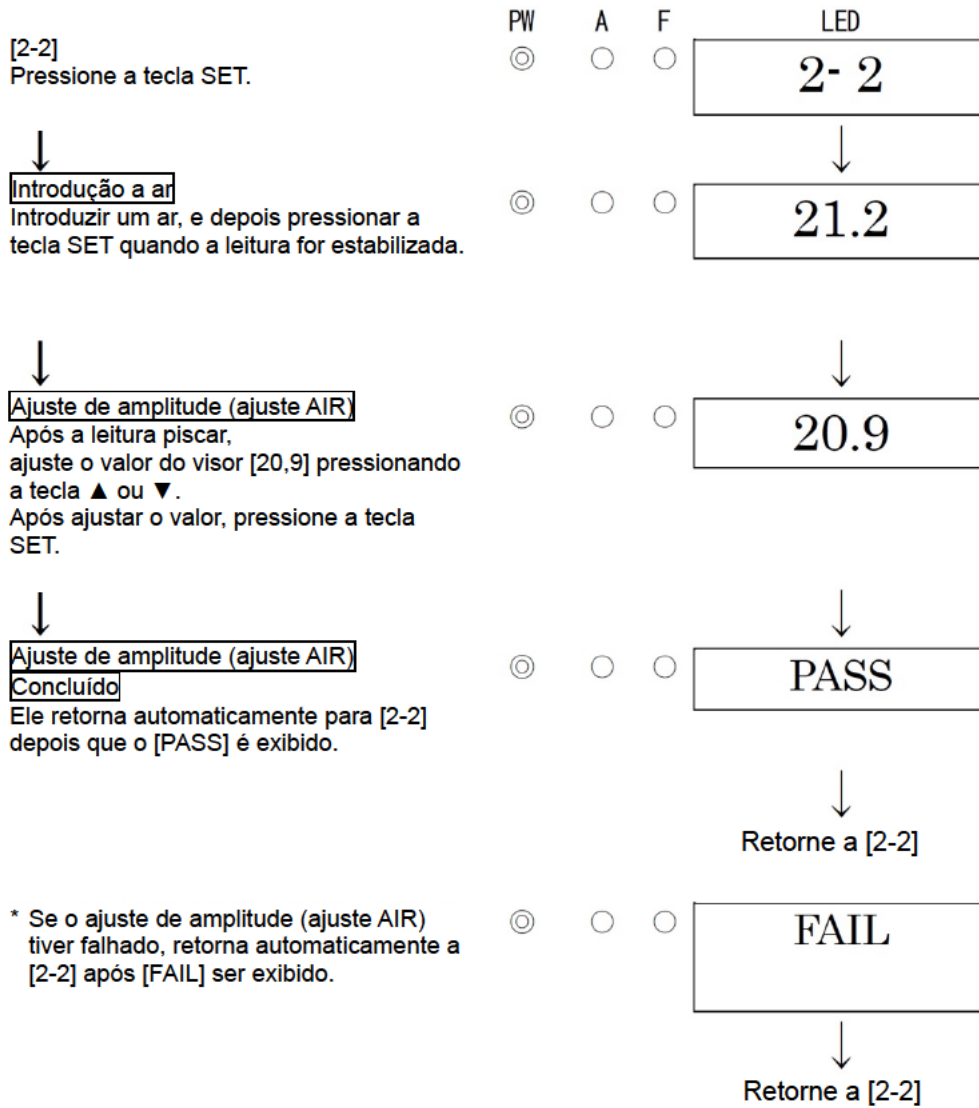 PW A F LED
[2-2]
Pressione a tecla SET.
2- 2
Introdução a ar
Introduzir um ar, e depois pressionar a
tecla SET quando a leitura for estabilizada.
21.2
Ajuste de amplitude (ajuste AIR)
Após a leitura piscar,
ajuste o valor do visor [20,9] pressionando
a tecla ▲ ou ▼.
Após ajustar o valor, pressione a tecla
SET.
20.9
Ajuste de amplitude (ajuste AIR)
Concluído
Ele retorna automaticamente para [2-2]
depois que o [PASS] é exibido.
PASS
Retorne a [2-2]
* Se o ajuste de amplitude (ajuste AIR)
tiver falhado, retorna automaticamente a
[2-2] após [FAIL] ser exibido.
FAIL
Retorne a [2-2]